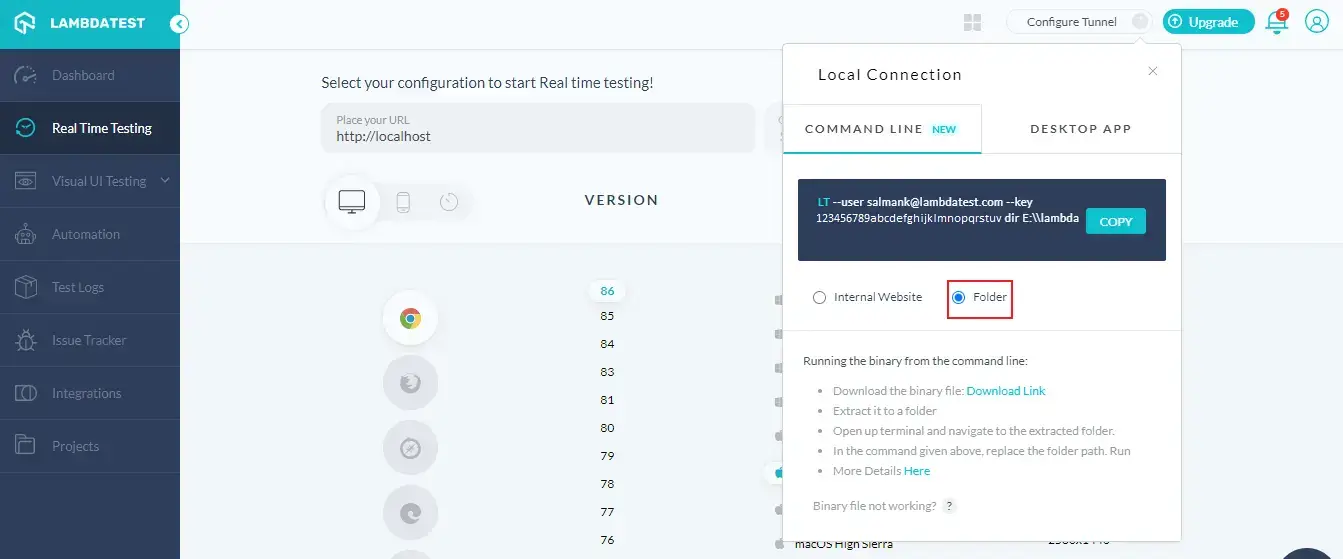 LAMBDATEST
Configure Tunnel
Upgrade
5
Dashboard
Real Time Testing
Visual UI Testing
Automation
Test Logs
Issue Tracker
Integrations
Projects
Select your configuration to start Real time testing!
Place your URL
http://localhost
VERSION
86
85
84
83
81
80
79
78
77
76
Local Connection
COMMAND LINE NEW
DESKTOP APP
LT --user salmank@lambdatest.com --key
123456789abcdefghijklmnopqrstuv dir E:\\lambda
COPY
Internal Website
Folder
Running the binary from the command line:
Download the binary file: Download Link
Extract it to a folder
Open up terminal and navigate to the extracted folder.
In the command given above, replace the folder path. Run
More Details Here
Binary file not working? ?
macOS High Sierra